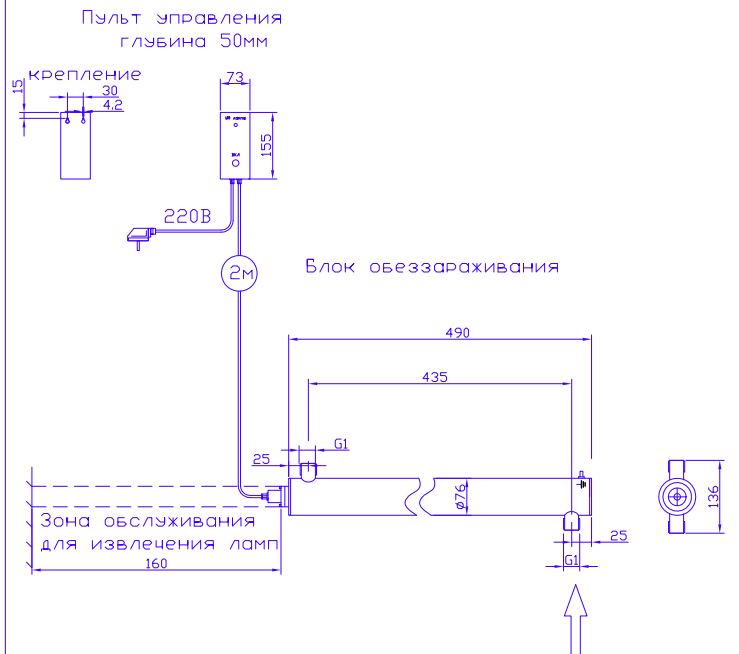 Пульт управления
глубина 50мм
крепление
15
30
4.2
73
155
ВКЛ
220В
2м
Блок обеззараживания
490
435
G1
25
ø76
136
Зона обслуживания
для извлечения ламп
160
25
G1